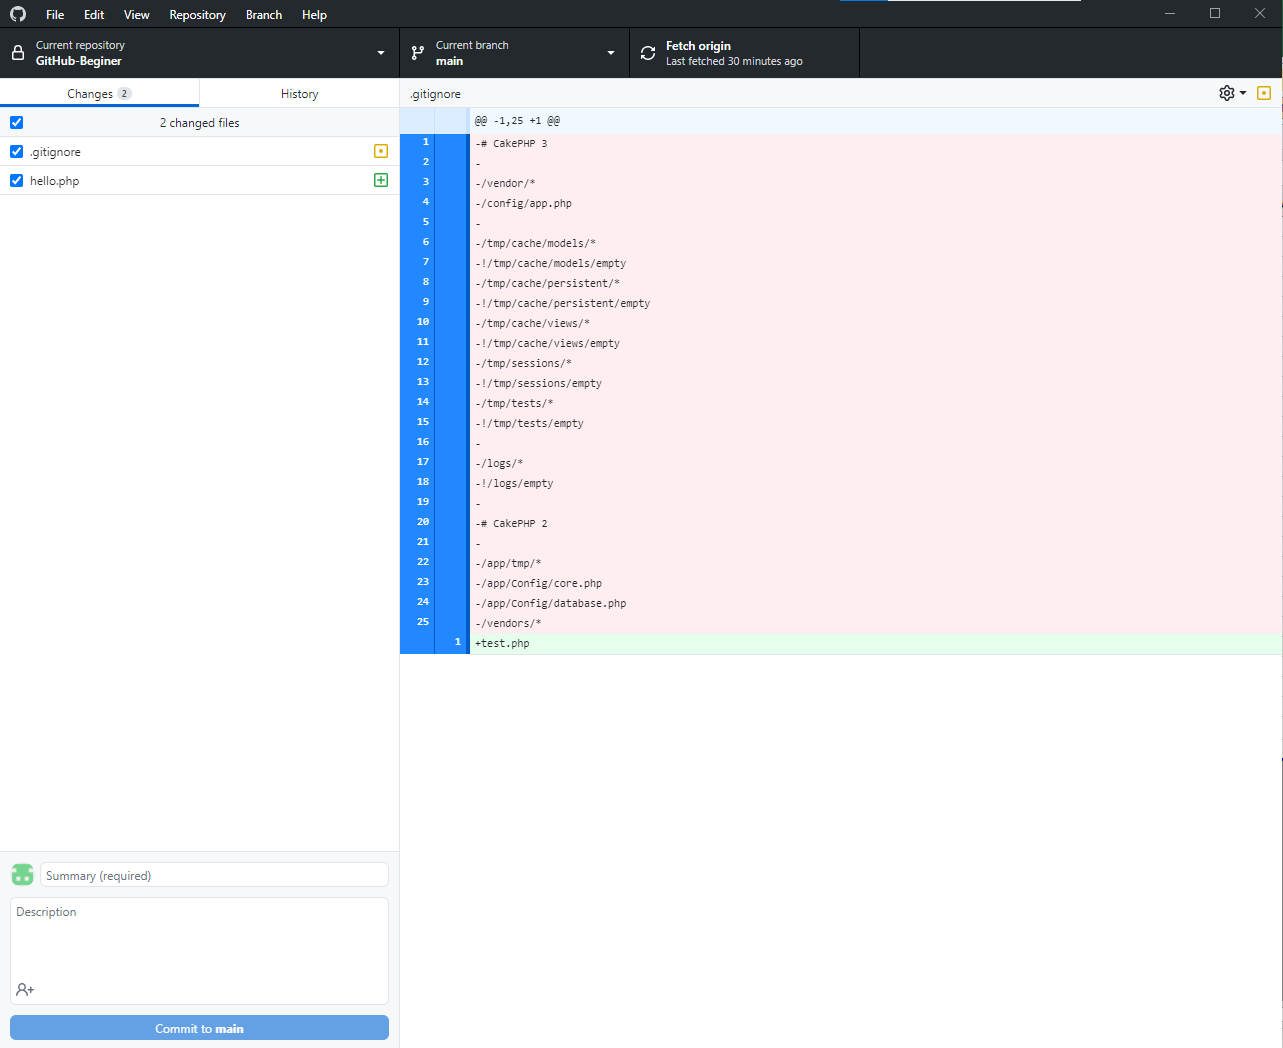 File Edit View Repository Branch Help
Current repository
GitHub-Beginer
Current branch
main
Fetch origin
Last fetched 30 minutes ago
Changes 2
History
2 changed files
.gitignore
hello.php
.gitignore
@@ -1,25 +1 @@
1 -# CakePHP 3
2 -
3 -/vendor/*
4 -/config/app.php
5 -
6 -/tmp/cache/models/*
7 -!/tmp/cache/models/empty
8 -/tmp/cache/persistent/*
9 -!/tmp/cache/persistent/empty
10 -/tmp/cache/views/*
11 -!/tmp/cache/views/empty
12 -/tmp/sessions/*
13 -!/tmp/sessions/empty
14 -/tmp/tests/*
15 -!/tmp/tests/empty
16 -
17 -/logs/*
18 -!/logs/empty
19 -
20 -# CakePHP 2
21 -
22 -/app/tmp/*
23 -/app/Config/core.php
24 -/app/Config/database.php
25 -/vendors/*
1 +test.php
Summary (required)
Description
Commit to main